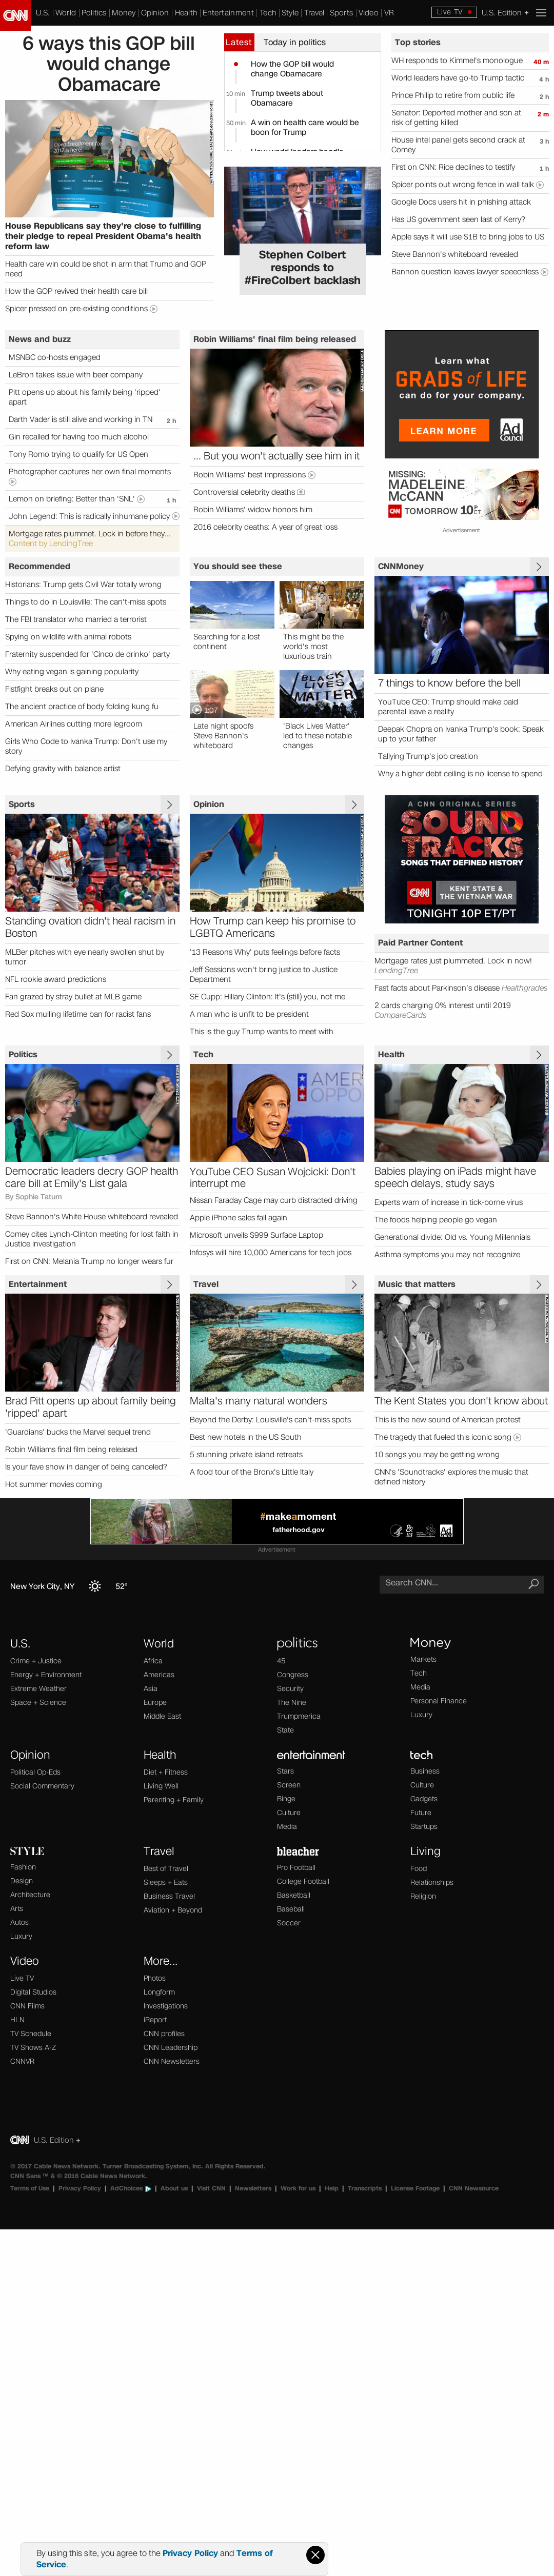 CNN
U.S. | World | Politics | Money | Opinion | Health | Entertainment | Tech | Style | Travel | Sports | Video | VR
Live TV
U.S. Edition +
6 ways this GOP bill
would change
Obamacare
House Republicans say they're close to fulfilling
their pledge to repeal President Obama's health
reform law
Health care win could be shot in arm that Trump and GOP
need
How the GOP revived their health care bill
Spicer pressed on pre-existing conditions
Latest
Today in politics
How the GOP bill would
change Obamacare
10 min
Trump tweets about
Obamacare
50 min
A win on health care would be
boon for Trump
Stephen Colbert
responds to
#FireColbert backlash
Top stories
WH responds to Kimmel's monologue
40 m
World leaders have go-to Trump tactic
4 h
Prince Philip to retire from public life
2 h
Senator: Deported mother and son at
risk of getting killed
2 m
House intel panel gets second crack at
Comey
3 h
First on CNN: Rice declines to testify
1 h
Spicer points out wrong fence in wall talk
Google Docs users hit in phishing attack
Has US government seen last of Kerry?
Apple says it will use $1B to bring jobs to US
Steve Bannon's whiteboard revealed
Bannon question leaves lawyer speechless
News and buzz
MSNBC co-hosts engaged
LeBron takes issue with beer company
Pitt opens up about his family being 'ripped'
apart
Darth Vader is still alive and working in TN
2 h
Gin recalled for having too much alcohol
Tony Romo trying to qualify for US Open
Photographer captures her own final moments
Lemon on briefing: Better than 'SNL'
1 h
John Legend: This is radically inhumane policy
Mortgage rates plummet. Lock in before they...
Content by LendingTree
Robin Williams' final film being released
... But you won't actually see him in it
Robin Williams' best impressions
Controversial celebrity deaths
Robin Williams' widow honors him
2016 celebrity deaths: A year of great loss
Learn what
GRADS of LIFE
can do for your company.
LEARN MORE
Ad
Council
MISSING:
MADELEINE
McCANN
CNN TOMORROW 10 ET
Advertisement
Recommended
Historians: Trump gets Civil War totally wrong
Things to do in Louisville: The can't-miss spots
The FBI translator who married a terrorist
Spying on wildlife with animal robots
Fraternity suspended for 'Cinco de drinko' party
Why eating vegan is gaining popularity
Fistfight breaks out on plane
The ancient practice of body folding kung fu
American Airlines cutting more legroom
Girls Who Code to Ivanka Trump: Don't use my
story
Defying gravity with balance artist
You should see these
Searching for a lost
continent
This might be the
world's most
luxurious train
1:07
BLACK LIVES MATTER
Late night spoofs
Steve Bannon's
whiteboard
'Black Lives Matter'
led to these notable
changes
CNNMoney
7 things to know before the bell
YouTube CEO: Trump should make paid
parental leave a reality
Deepak Chopra on Ivanka Trump's book: Speak
up to your father
Tallying Trump's job creation
Why a higher debt ceiling is no license to spend
Sports
Standing ovation didn't heal racism in
Boston
MLBer pitches with eye nearly swollen shut by
tumor
NFL rookie award predictions
Fan grazed by stray bullet at MLB game
Red Sox mulling lifetime ban for racist fans
Opinion
How Trump can keep his promise to
LGBTQ Americans
'13 Reasons Why' puts feelings before facts
Jeff Sessions won't bring justice to Justice
Department
SE Cupp: Hillary Clinton: It's (still) you, not me
A man who is unfit to be president
This is the guy Trump wants to meet with
A CNN ORIGINAL SERIES
SOUND
TRACKS
SONGS THAT DEFINED HISTORY
CNN KENT STATE &
THE VIETNAM WAR
TONIGHT 10P ET/PT
Paid Partner Content
Mortgage rates just plummeted. Lock in now!
LendingTree
Fast facts about Parkinson's disease Healthgrades
2 cards charging 0% interest until 2019
CompareCards
Politics
Democratic leaders decry GOP health
care bill at Emily's List gala
By Sophie Tatum
Steve Bannon's White House whiteboard revealed
Comey cites Lynch-Clinton meeting for lost faith in
Justice investigation
First on CNN: Melania Trump no longer wears fur
Tech
YouTube CEO Susan Wojcicki: Don't
interrupt me
Nissan Faraday Cage may curb distracted driving
Apple iPhone sales fall again
Microsoft unveils $999 Surface Laptop
Infosys will hire 10,000 Americans for tech jobs
Health
Babies playing on iPads might have
speech delays, study says
Experts warn of increase in tick-borne virus
The foods helping people go vegan
Generational divide: Old vs. Young Millennials
Asthma symptoms you may not recognize
Entertainment
Brad Pitt opens up about family being
'ripped' apart
'Guardians' bucks the Marvel sequel trend
Robin Williams final film being released
Is your fave show in danger of being canceled?
Hot summer movies coming
Travel
Malta's many natural wonders
Beyond the Derby: Louisville's can't-miss spots
Best new hotels in the US South
5 stunning private island retreats
A food tour of the Bronx's Little Italy
Music that matters
The Kent States you don't know about
This is the new sound of American protest
The tragedy that fueled this iconic song
10 songs you may be getting wrong
CNN's 'Soundtracks' explores the music that
defined history
#makeamoment
fatherhood.gov
Advertisement
New York City, NY
52°
Search CNN...
U.S.
Crime + Justice
Energy + Environment
Extreme Weather
Space + Science
World
Africa
Americas
Asia
Europe
Middle East
politics
45
Congress
Security
The Nine
Trumpmerica
State
Money
Markets
Tech
Media
Personal Finance
Luxury
Opinion
Political Op-Eds
Social Commentary
Health
Diet + Fitness
Living Well
Parenting + Family
entertainment
Stars
Screen
Binge
Culture
Media
tech
Business
Culture
Gadgets
Future
Startups
STYLE
Fashion
Design
Architecture
Arts
Autos
Luxury
Travel
Best of Travel
Sleeps + Eats
Business Travel
Aviation + Beyond
bleacher
Pro Football
College Football
Basketball
Baseball
Soccer
Living
Food
Relationships
Religion
Video
Live TV
Digital Studios
CNN Films
HLN
TV Schedule
TV Shows A-Z
CNNVR
More...
Photos
Longform
Investigations
iReport
CNN profiles
CNN Leadership
CNN Newsletters
CNN U.S. Edition +
© 2017 Cable News Network. Turner Broadcasting System, Inc. All Rights Reserved.
CNN Sans ™ & © 2016 Cable News Network.
Terms of Use | Privacy Policy | AdChoices | About us | Visit CNN | Newsletters | Work for us | Help | Transcripts | License Footage | CNN Newsource
By using this site, you agree to the Privacy Policy and Terms of
Service.